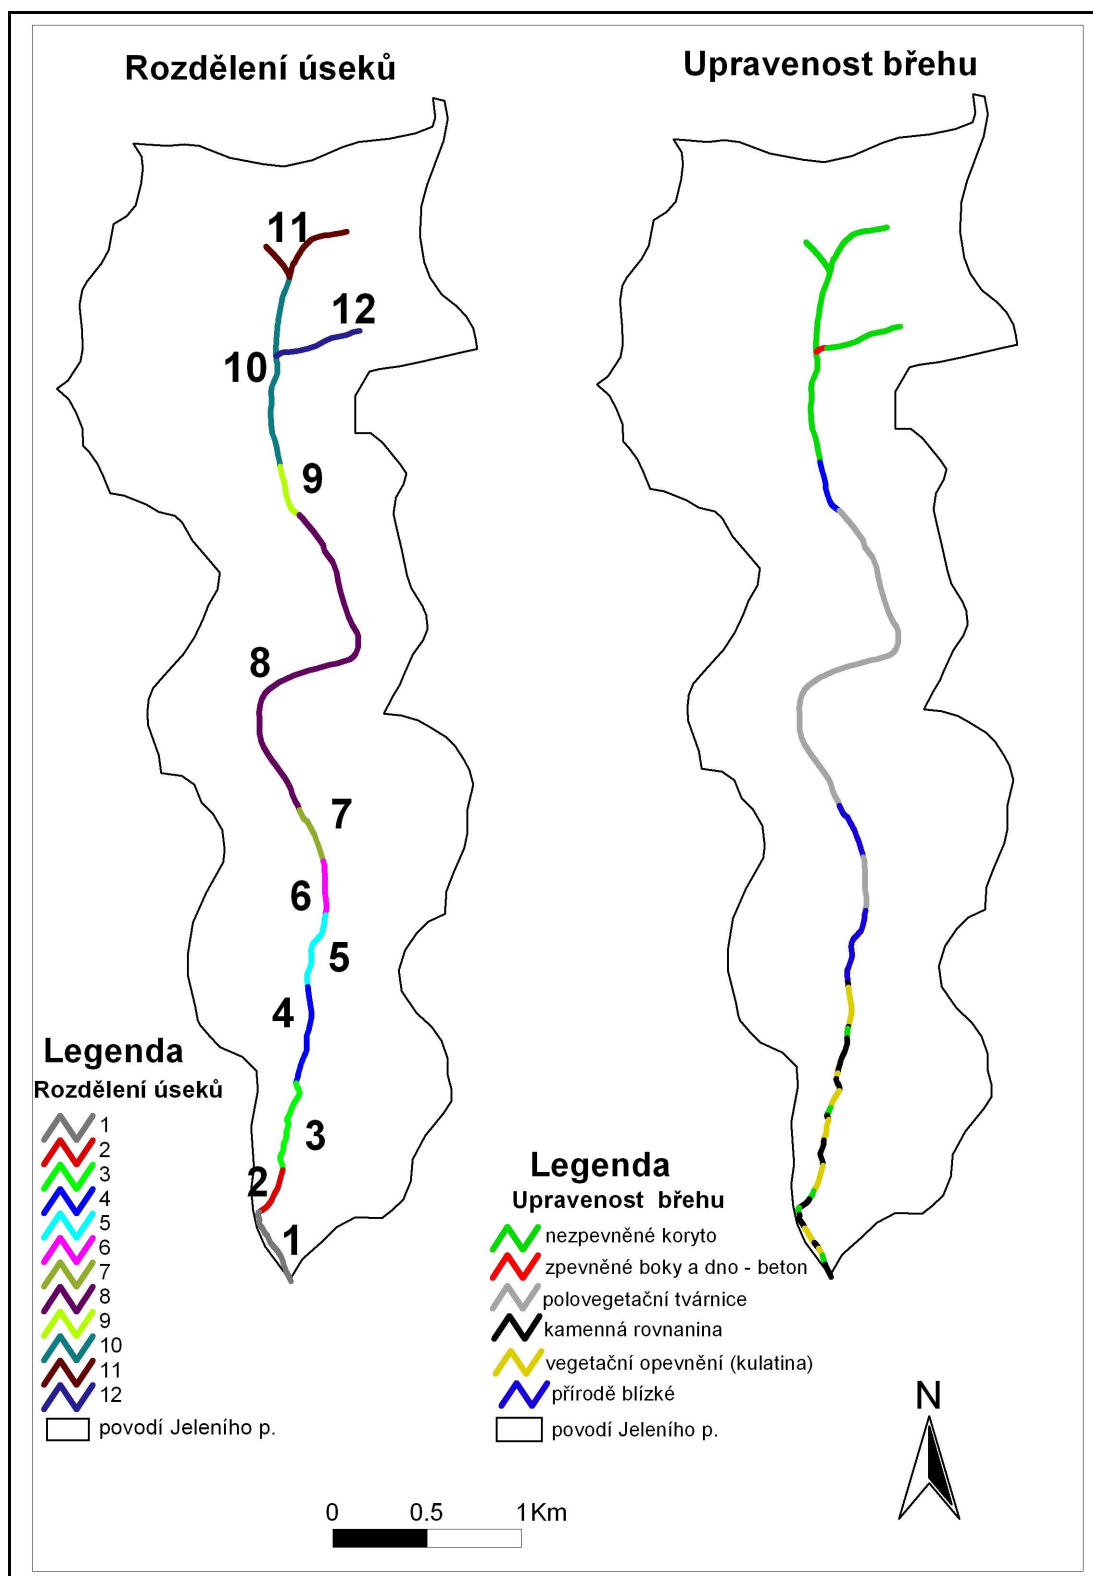 Rozdělení úseků
11
12
10
9
8
7
6
5
4
3
2
1
Legenda
Rozdělení úseků
1
2
3
4
5
6
7
8
9
10
11
12
povodí Jeleního p.
Upravenost břehu
Legenda
Upravenost břehu
nezpevněné koryto
zpevněné boky a dno - beton
polovegetační tvárnice
kamenná rovnanina
vegetační opevnění (kulatina)
přírodě blízké
povodí Jeleního p.
N
0 0.5 1Km